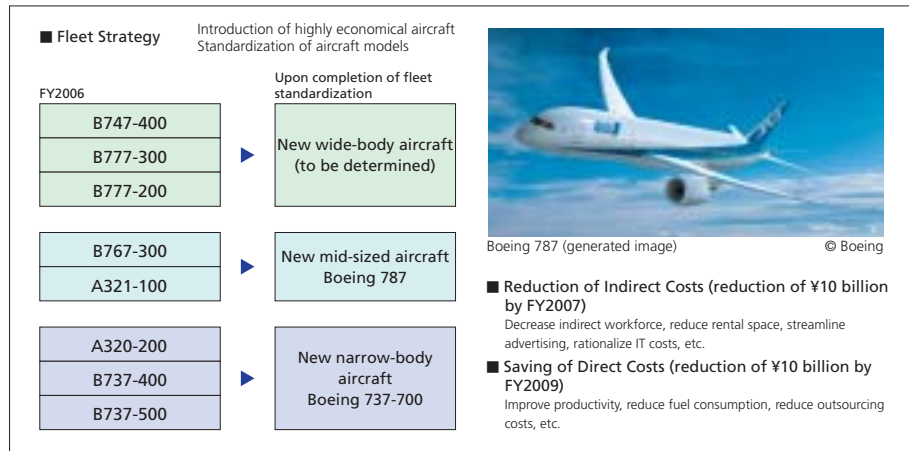 ■ Fleet Strategy
Introduction of highly economical aircraft
Standardization of aircraft models
FY2006
Upon completion of fleet
standardization
B747-400
B777-300
B777-200
New wide-body aircraft
(to be determined)
B767-300
A321-100
New mid-sized aircraft
Boeing 787
A320-200
B737-400
B737-500
New narrow-body
aircraft
Boeing 737-700
Boeing 787 (generated image)
© Boeing
■ Reduction of Indirect Costs (reduction of ¥10 billion
by FY2007)
Decrease indirect workforce, reduce rental space, streamline
advertising, rationalize IT costs, etc.
■ Saving of Direct Costs (reduction of ¥10 billion by
FY2009)
Improve productivity, reduce fuel consumption, reduce outsourcing
costs, etc.